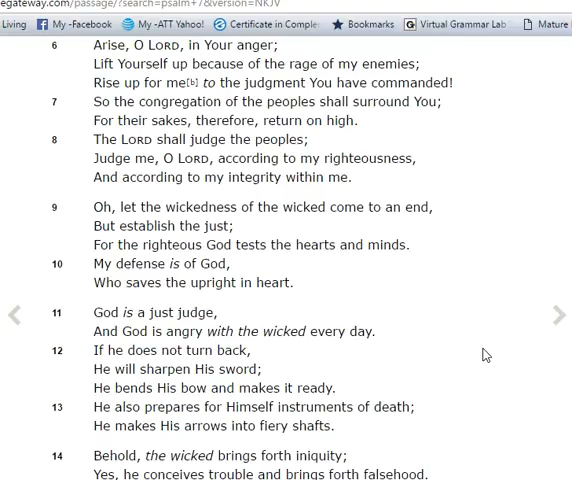 egateway.com/passage/?search=psalm+7&version=NKJV
Living My -Facebook My -ATT Yahoo! Certificate in Comple Bookmarks Virtual Grammar Lab Mature
6 Arise, O LORD, in Your anger;
Lift Yourself up because of the rage of my enemies;
Rise up for me[b] to the judgment You have commanded!
7 So the congregation of the peoples shall surround You;
For their sakes, therefore, return on high.
8 The LORD shall judge the peoples;
Judge me, O LORD, according to my righteousness,
And according to my integrity within me.
9 Oh, let the wickedness of the wicked come to an end,
But establish the just;
For the righteous God tests the hearts and minds.
10 My defense is of God,
Who saves the upright in heart.
11 God is a just judge,
And God is angry with the wicked every day.
12 If he does not turn back,
He will sharpen His sword;
He bends His bow and makes it ready.
13 He also prepares for Himself instruments of death;
He makes His arrows into fiery shafts.
14 Behold, the wicked brings forth iniquity;
Yes, he conceives trouble and brings forth falsehood.